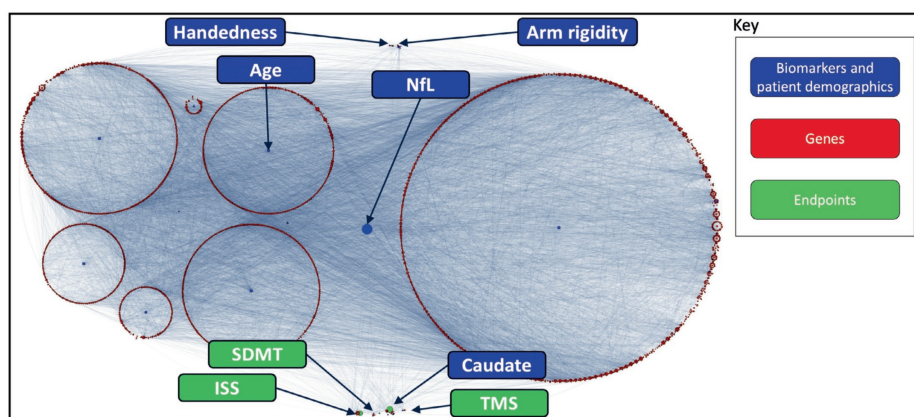 Handedness
Arm rigidity
Age
NfL
SDMT
ISS
Caudate
TMS
Key
Biomarkers and
patient demographics
Genes
Endpoints